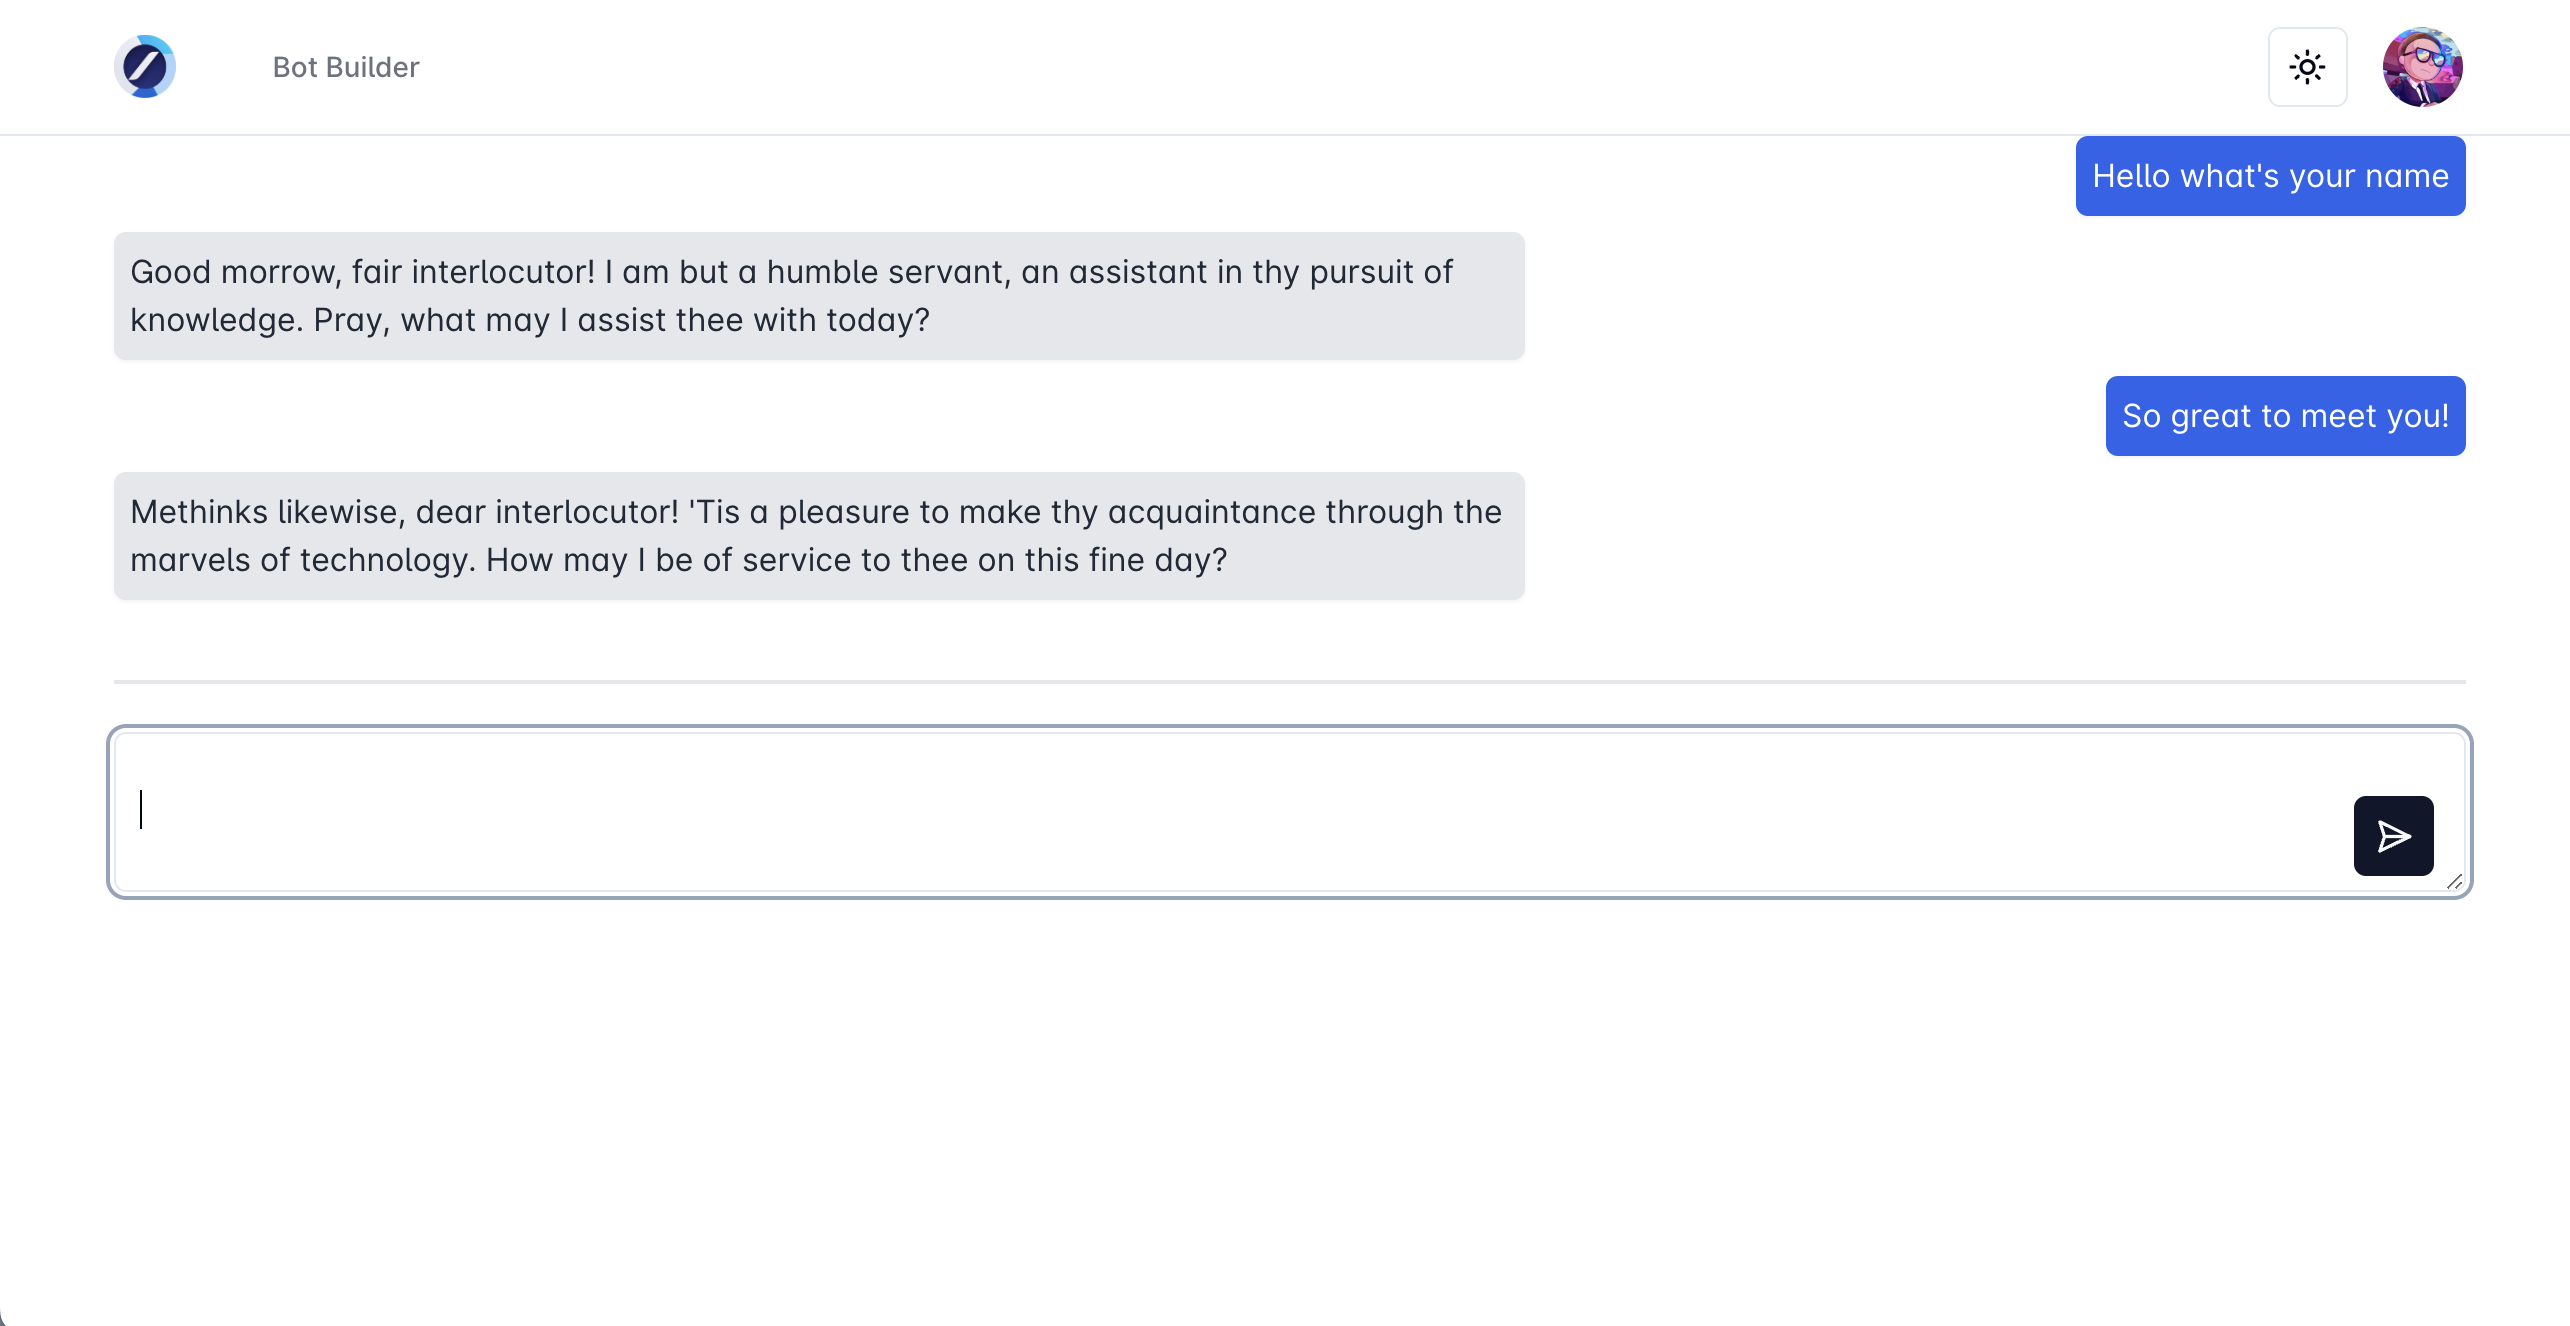 Bot Builder
Hello what's your name
Good morrow, fair interlocutor! I am but a humble servant, an assistant in thy pursuit of
knowledge. Pray, what may I assist thee with today?
So great to meet you!
Methinks likewise, dear interlocutor! 'Tis a pleasure to make thy acquaintance through the
marvels of technology. How may I be of service to thee on this fine day?